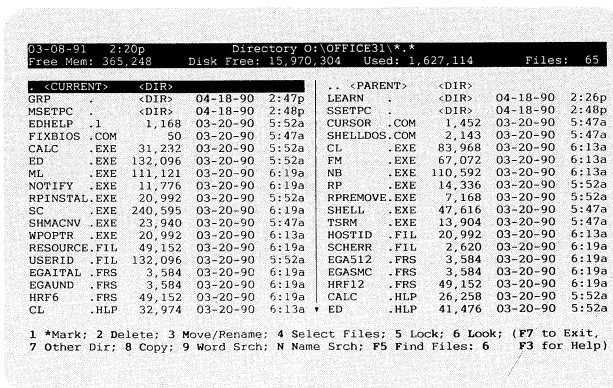 03-08-91 2:20p Directory O:\OFFICE31\*.*
Free Mem: 365,248 Disk Free: 15,970,304 Used: 1,627,114 Files: 65
. <CURRENT> <DIR> .. <PARENT> <DIR>
GRP . <DIR> 04-18-90 2:47p LEARN . <DIR> 04-18-90 2:26p
MSETPC . <DIR> 04-18-90 2:48p SSETPC . <DIR> 04-18-90 2:48p
EDHELP .1 1,168 03-20-90 5:52a CURSOR .COM 1,452 03-20-90 5:47a
FIXBIOS .COM 50 03-20-90 5:47a SHELLDOS.COM 2,143 03-20-90 5:47a
CALC .EXE 31,232 03-20-90 5:52a CL .EXE 83,968 03-20-90 6:13a
ED .EXE 132,096 03-20-90 5:52a FM .EXE 67,072 03-20-90 6:13a
ML .EXE 111,121 03-20-90 6:19a NB .EXE 110,592 03-20-90 6:13a
NOTIFY .EXE 11,776 03-20-90 6:19a RP .EXE 14,336 03-20-90 5:52a
RPINSTAL.EXE 20,992 03-20-90 5:52a RPREMOVE.EXE 7,168 03-20-90 5:52a
SC .EXE 240,595 03-20-90 6:19a SHELL .EXE 47,616 03-20-90 5:47a
SHMACNV .EXE 23,940 03-20-90 5:47a TSRM .EXE 13,904 03-20-90 5:47a
WPOPTR .EXE 20,992 03-20-90 6:13a HOSTID .FIL 20,992 03-20-90 6:13a
RESOURCE.FIL 49,152 03-20-90 6:19a SCHERR .FIL 2,620 03-20-90 6:19a
USERID .FIL 132,096 03-20-90 5:52a EGA512 .FRS 3,584 03-20-90 6:19a
EGAITAL .FRS 3,584 03-20-90 6:19a EGASMC .FRS 3,584 03-20-90 6:19a
EGAUND .FRS 3,584 03-20-90 6:19a HRF12 .FRS 49,152 03-20-90 6:19a
HRF6 .FRS 49,152 03-20-90 6:19a CALC .HLP 26,258 03-20-90 5:52a
CL .HLP 32,974 03-20-90 6:13a ▼ ED .HLP 41,476 03-20-90 5:52a
1 *Mark; 2 Delete; 3 Move/Rename; 4 Select Files; 5 Lock; 6 Look; (F7 to Exit,
7 Other Dir; 8 Copy; 9 Word Srch; N Name Srch; F5 Find Files: 6 F3 for Help)